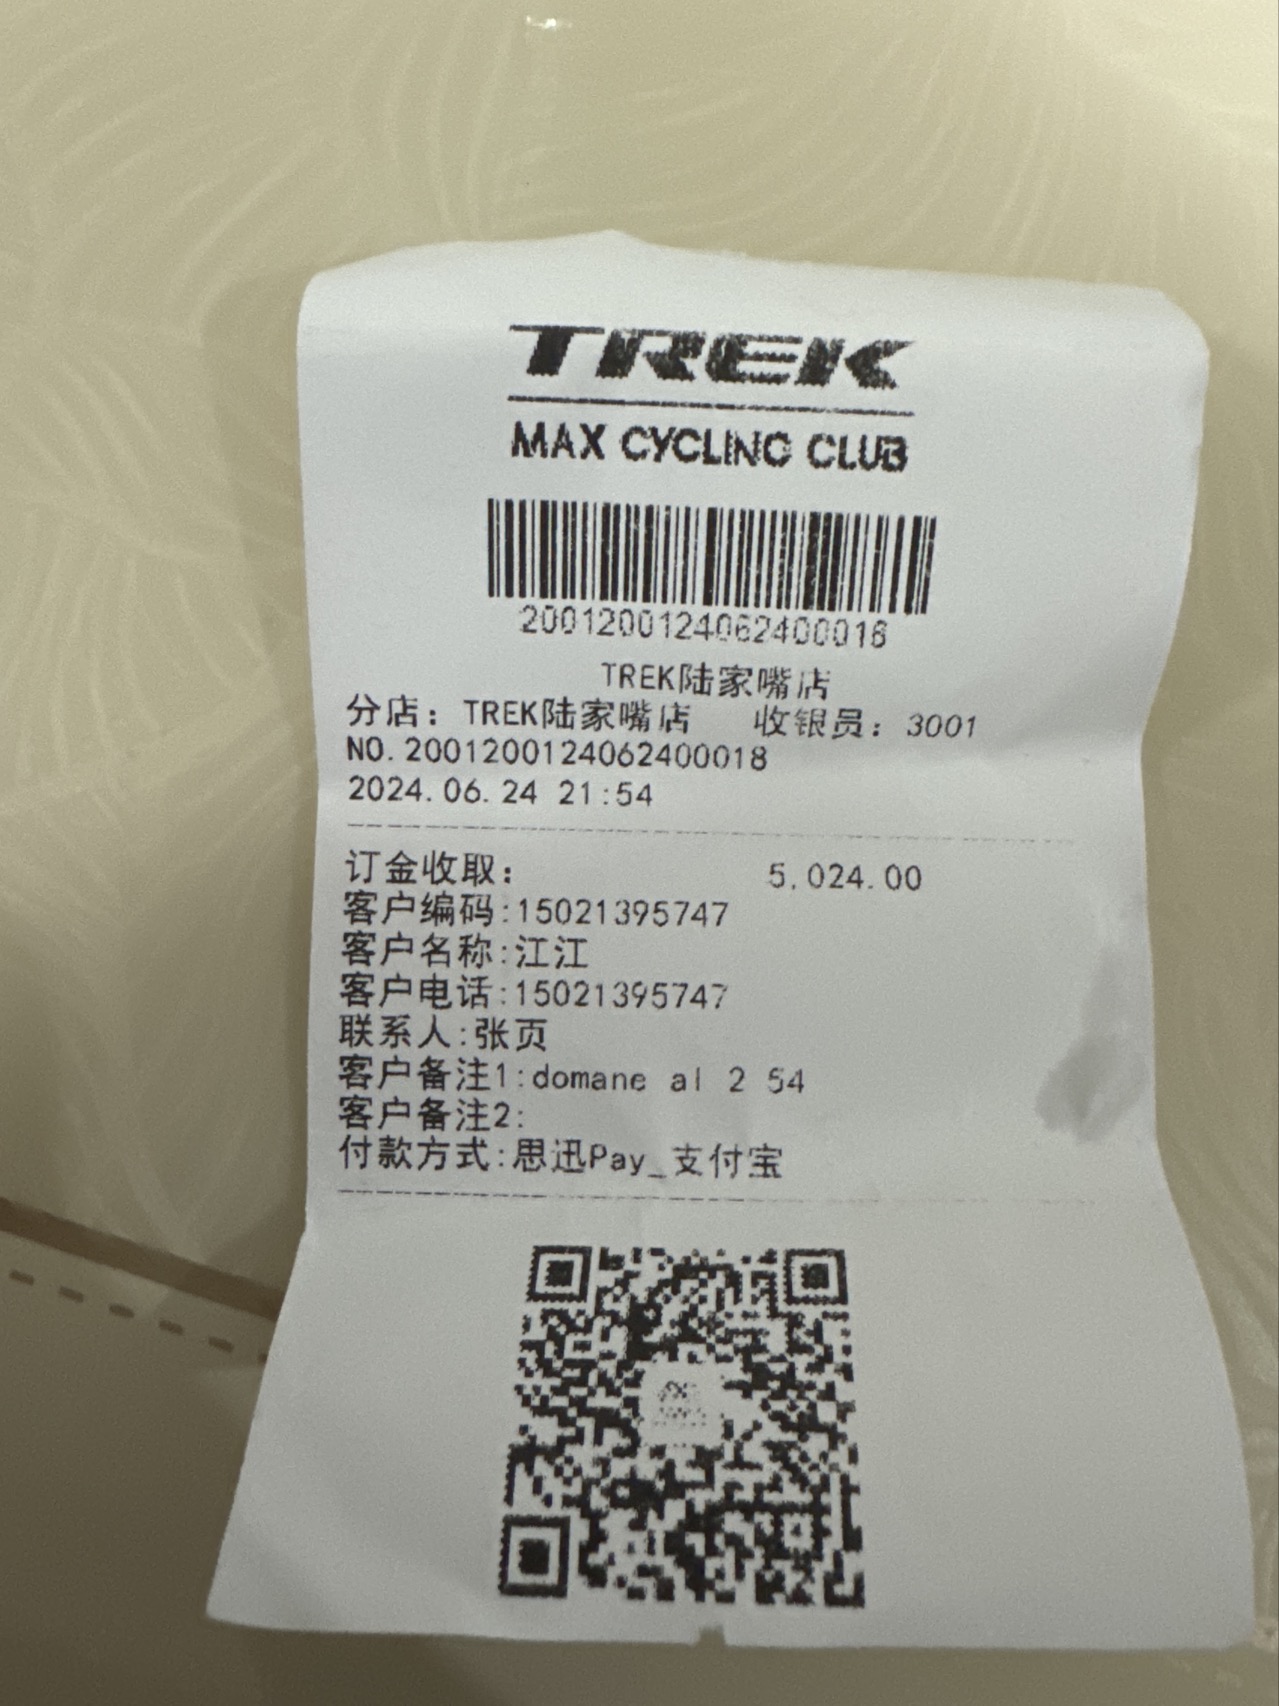 TREK
MAX CYCLING CLUB
2001200124062400018
TREK陆家嘴店
分店：TREK陆家嘴店 收银员：3001
NO.2001200124062400018
2024.06.24 21:54
订金收取： 5,024.00
客户编码:15021395747
客户名称:江江
客户电话:15021395747
联系人:张页
客户备注1:domane al 2 54
客户备注2:
付款方式:思迅Pay_支付宝